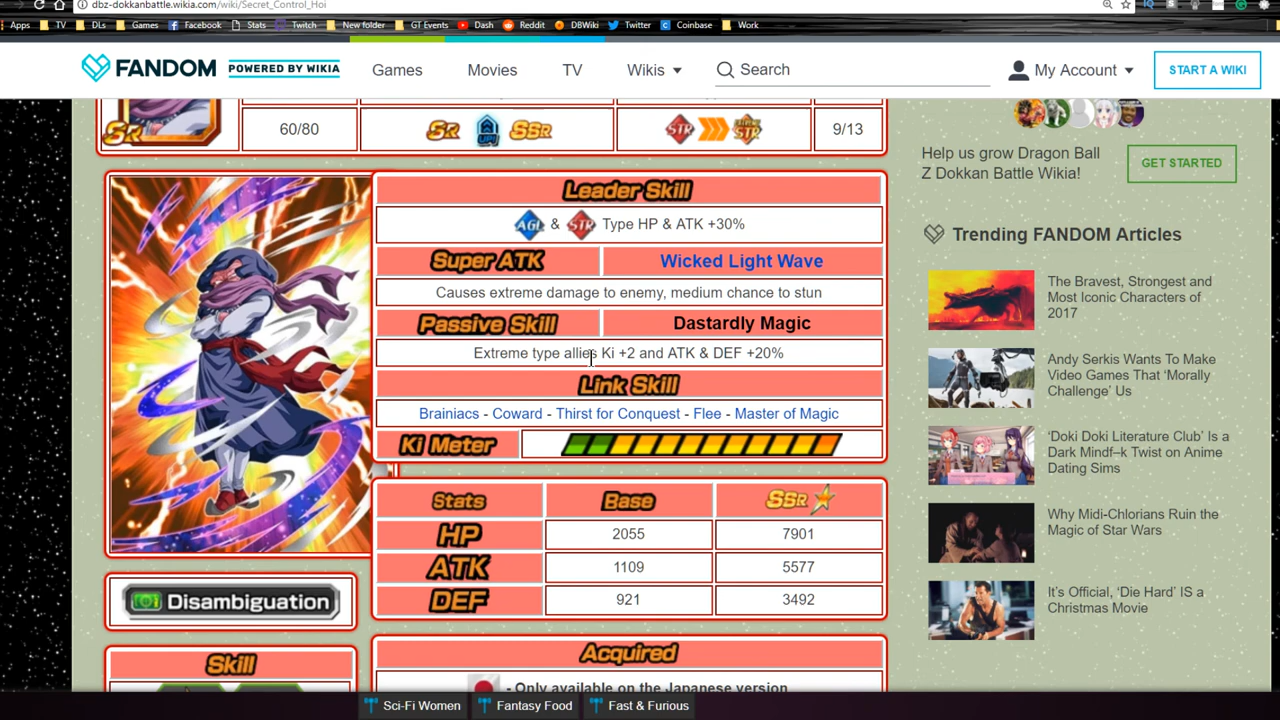 dbz-dokkanbattle.wikia.com/wiki/Secret_Control_Hoi
Apps TV DLs Games Facebook Stats Twitch New folder GT Events Dash Reddit DBWiki Twitter Coinbase Work
FANDOM POWERED BY WIKIA Games Movies TV Wikis Search My Account START A WIKI
SR 60/80 SR UP! SSR STR STR 9/13
Help us grow Dragon Ball
Z Dokkan Battle Wikia!
GET STARTED
Leader Skill
AGL & STR Type HP & ATK +30%
Super ATK Wicked Light Wave
Causes extreme damage to enemy, medium chance to stun
Passive Skill Dastardly Magic
Extreme type allies Ki +2 and ATK & DEF +20%
Link Skill
Brainiacs - Coward - Thirst for Conquest - Flee - Master of Magic
Ki Meter
Stats Base SSR
HP 2055 7901
ATK 1109 5577
DEF 921 3492
Disambiguation
Skill
Acquired
- Only available on the Japanese version
Trending FANDOM Articles
The Bravest, Strongest and
Most Iconic Characters of
2017
Andy Serkis Wants To Make
Video Games That 'Morally
Challenge' Us
'Doki Doki Literature Club' Is a
Dark Mindf–k Twist on Anime
Dating Sims
Why Midi-Chlorians Ruin the
Magic of Star Wars
It's Official, 'Die Hard' IS a
Christmas Movie
Sci-Fi Women Fantasy Food Fast & Furious